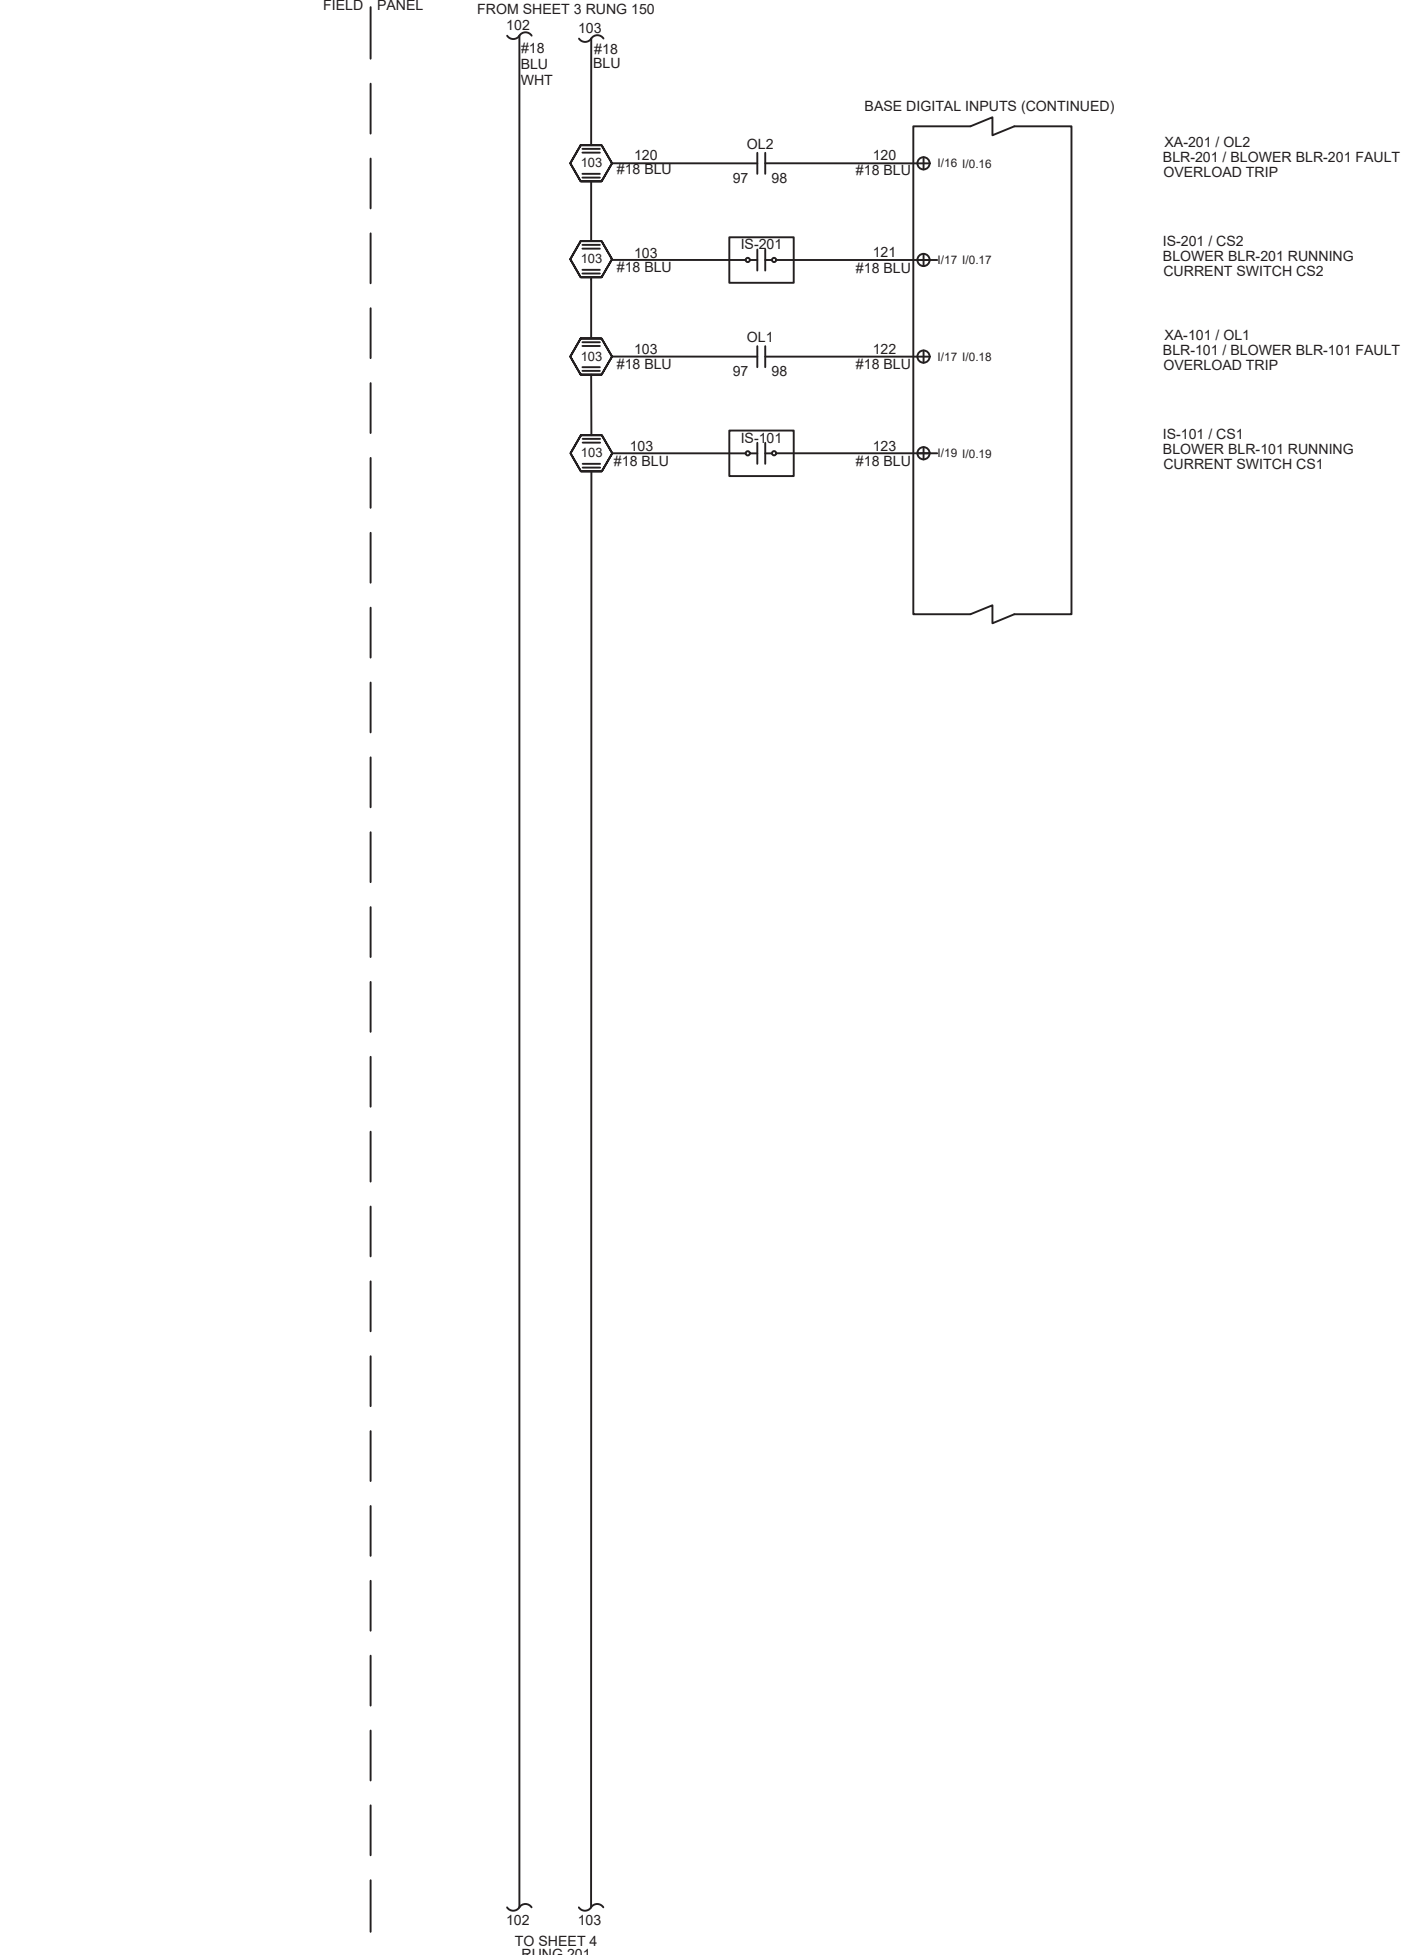 FIELD PANEL
FROM SHEET 3 RUNG 150
102 103
#18 BLU WHT
#18 BLU
BASE DIGITAL INPUTS (CONTINUED)
103
120
#18 BLU
OL2
97 98
120
#18 BLU
I/16 I/0.16
XA-201 / OL2
BLR-201 / BLOWER BLR-201 FAULT
OVERLOAD TRIP
103
103
#18 BLU
IS-201
121
#18 BLU
I/17 I/0.17
IS-201 / CS2
BLOWER BLR-201 RUNNING
CURRENT SWITCH CS2
103
103
#18 BLU
OL1
97 98
122
#18 BLU
I/17 I/0.18
XA-101 / OL1
BLR-101 / BLOWER BLR-101 FAULT
OVERLOAD TRIP
103
103
#18 BLU
IS-101
123
#18 BLU
I/19 I/0.19
IS-101 / CS1
BLOWER BLR-101 RUNNING
CURRENT SWITCH CS1
102 103
TO SHEET 4
RUNG 201